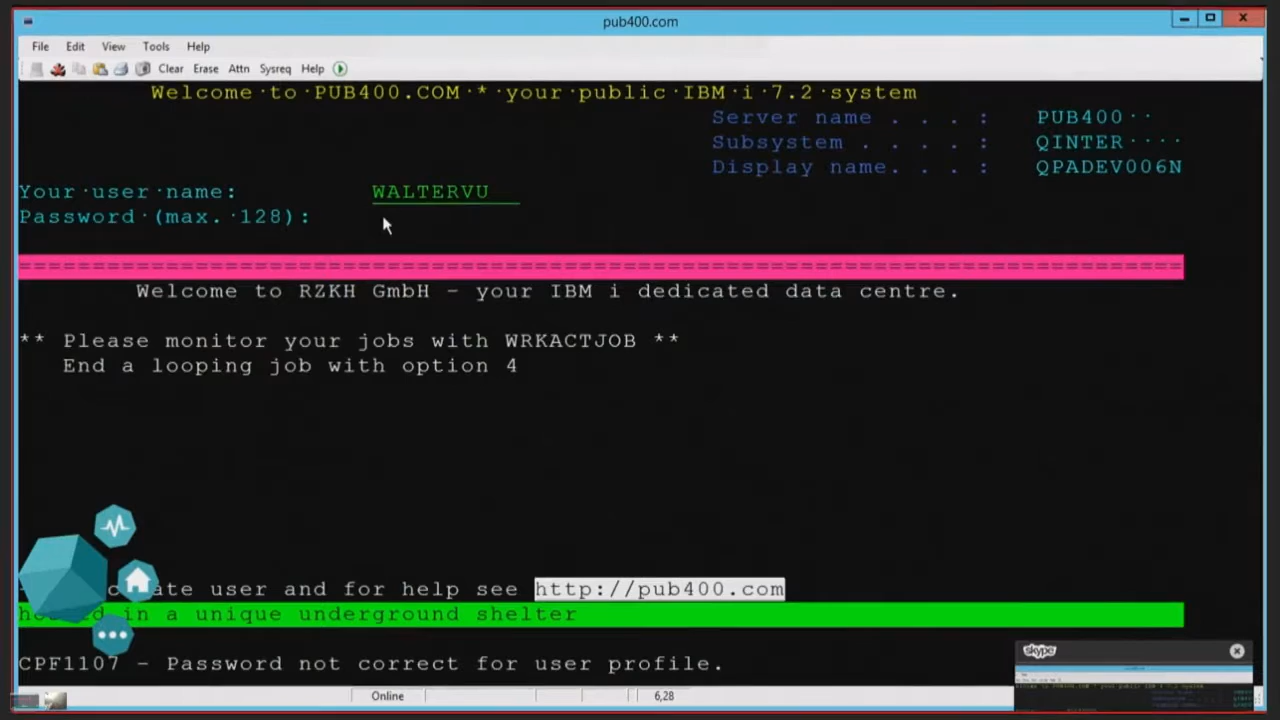 pub400.com
File Edit View Tools Help
Clear Erase Attn Sysreq Help
Welcome·to·PUB400.COM·*·your·public·IBM·i·7.2·system
Server name . . . : PUB400··
Subsystem . . . . : QINTER····
Display name. . . : QPADEV006N
Your·user·name: WALTERVU
Password·(max.·128):
================================================================================
Welcome to RZKH GmbH - your IBM i dedicated data centre.
** Please monitor your jobs with WRKACTJOB **
End a looping job with option 4
ate user and for help see http://pub400.com
in a unique underground shelter
CPF1107 - Password not correct for user profile.
skype
Online 6,28